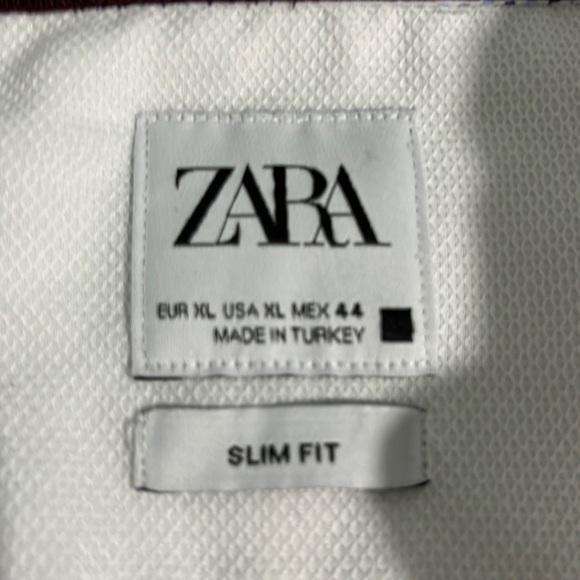 ZARA
EUR XL USA XL MEX 44
MADE IN TURKEY
SLIM FIT